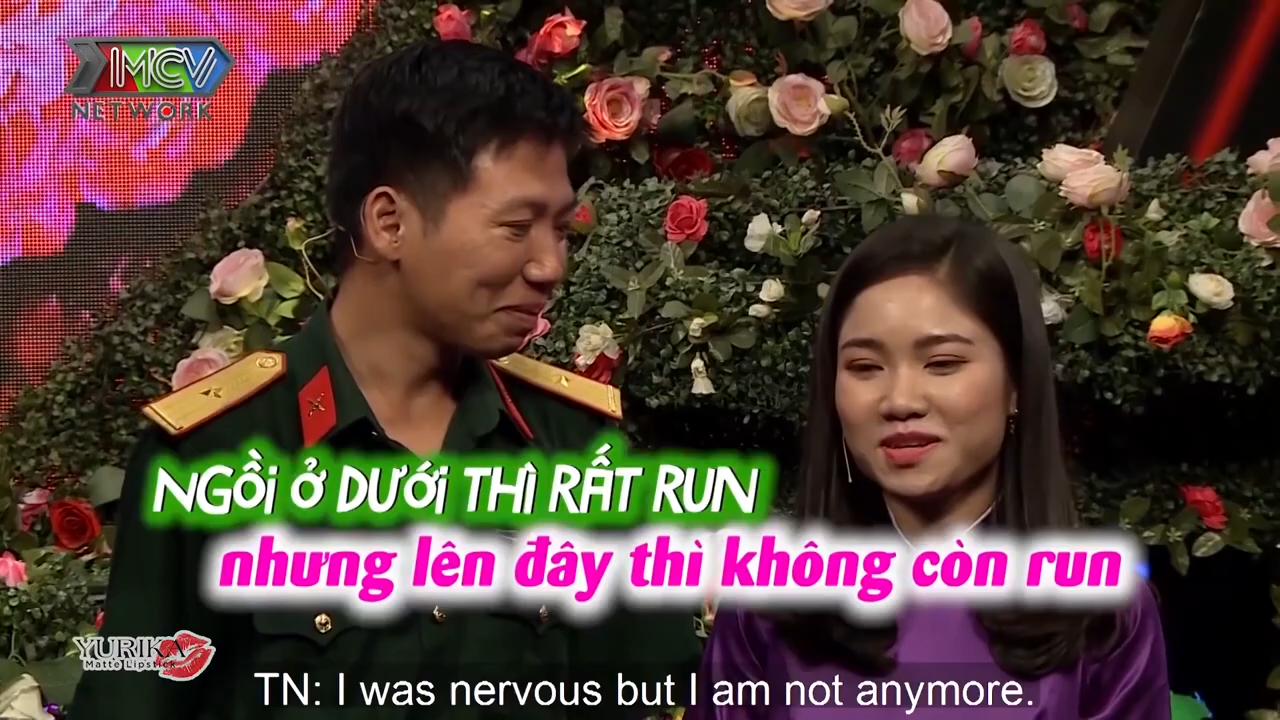 MCV
NETWORK
NGỒI Ở DƯỚI THÌ RẤT RUN
nhưng lên đây thì không còn run
YURIKA
Matte Lipstick
TN: I was nervous but I am not anymore.